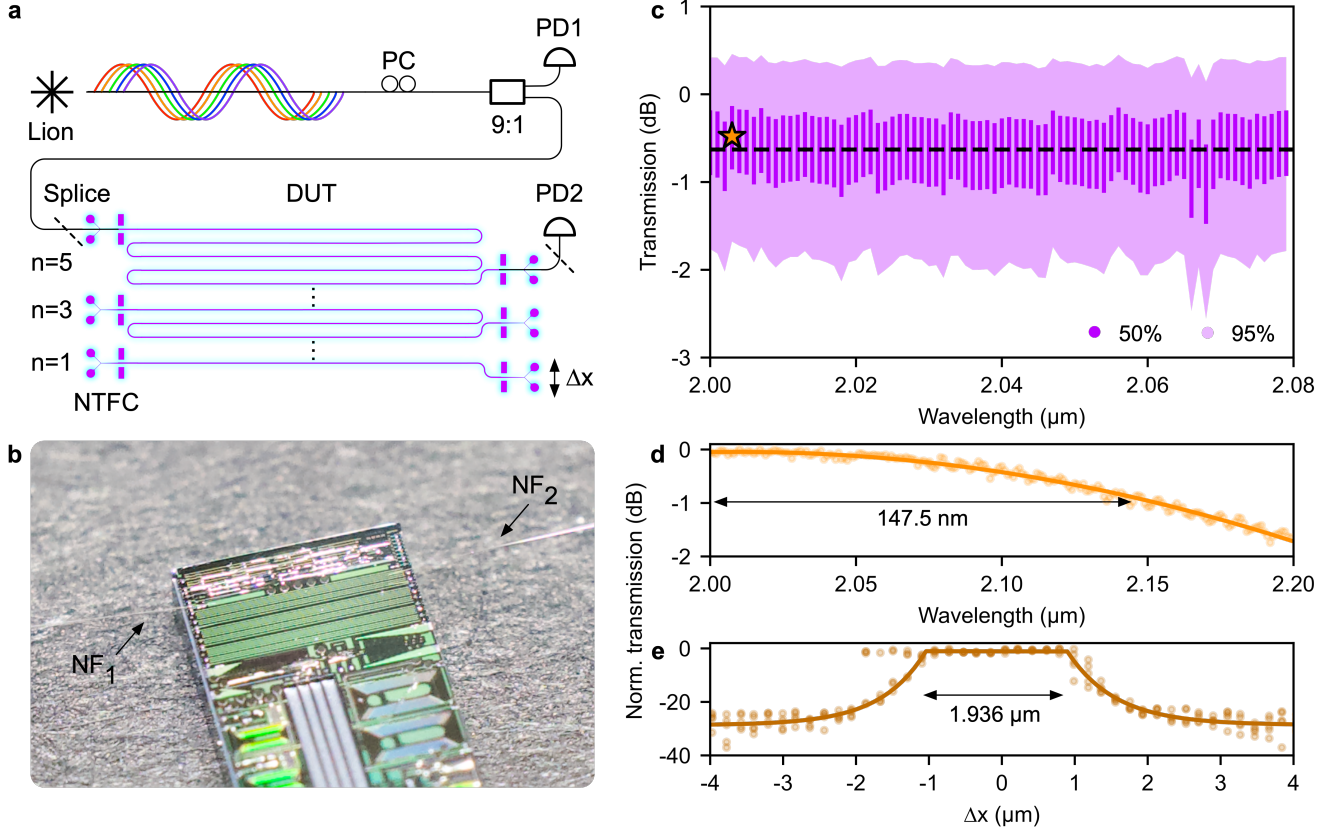 a
PD1
PC
Lion
9:1
Splice
DUT
PD2
n=5
n=3
n=1
Δx
NTFC
b
NF2
NF1
c
1
0
-1
-2
-3
Transmission (dB)
50%
95%
2.00
2.02
2.04
2.06
2.08
Wavelength (μm)
d
0
-1
-2
147.5 nm
2.00
2.05
2.10
2.15
2.20
Wavelength (μm)
Norm. transmission (dB)
e
0
-20
-40
1.936 μm
-4
-3
-2
-1
0
1
2
3
4
Δx (μm)